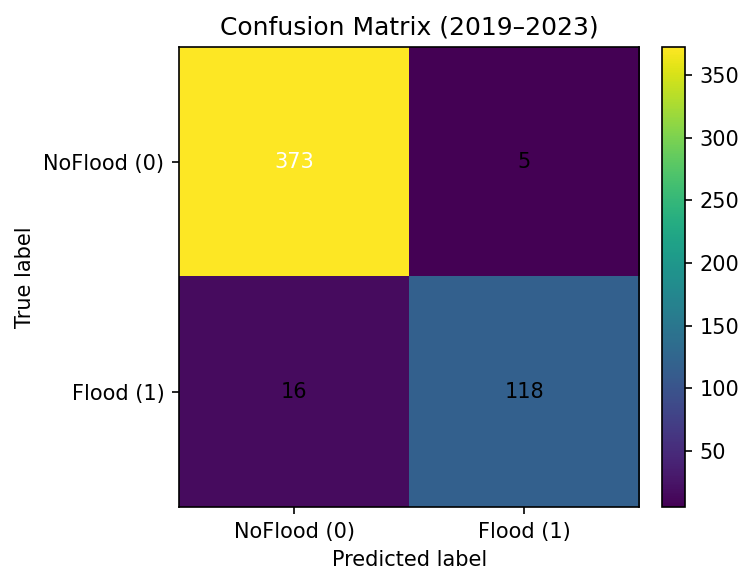 Confusion Matrix (2019–2023)
True label
NoFlood (0)
373
5
Flood (1)
16
118
NoFlood (0)
Flood (1)
Predicted label
350
300
250
200
150
100
50